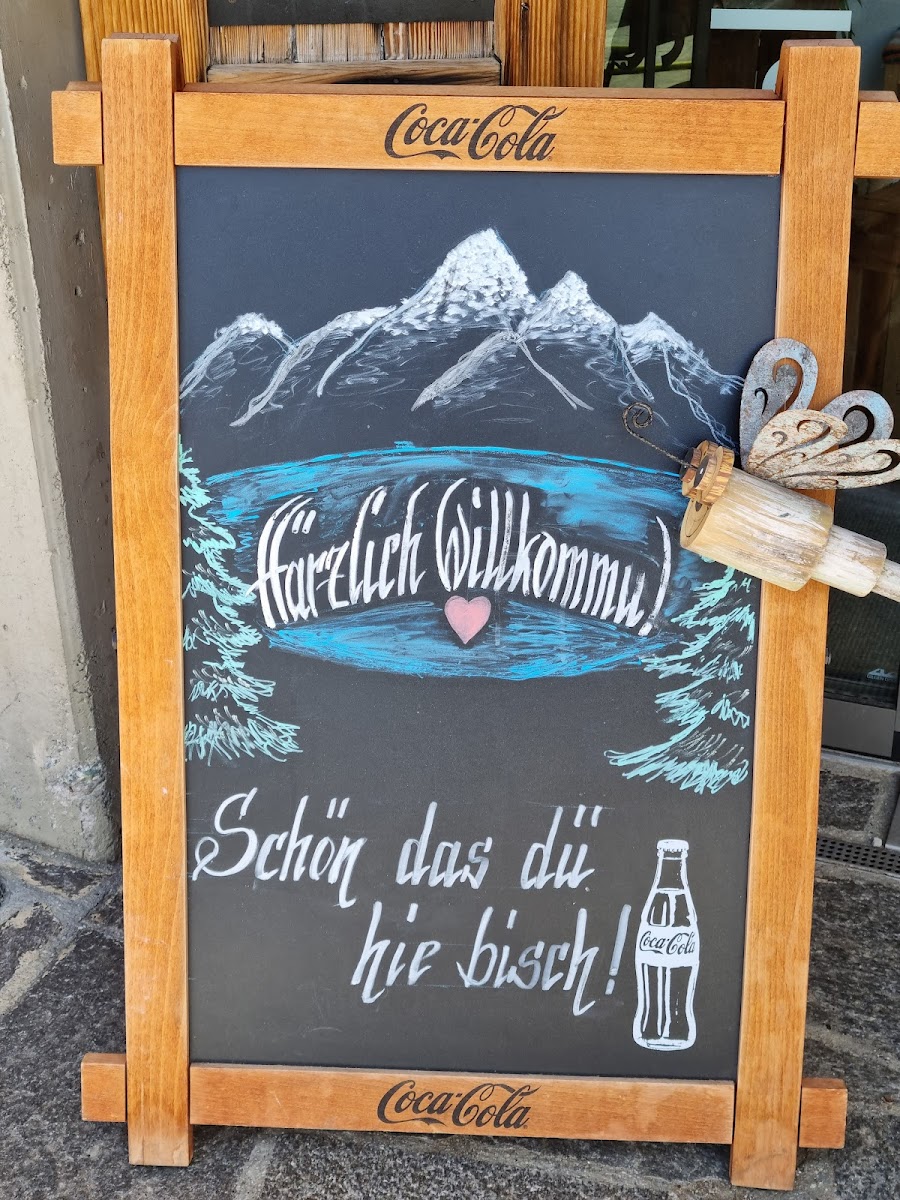 Coca-Cola
Härzlich Willkommu!
Schön das dü
hie bisch!
Coca-Cola
Coca-Cola